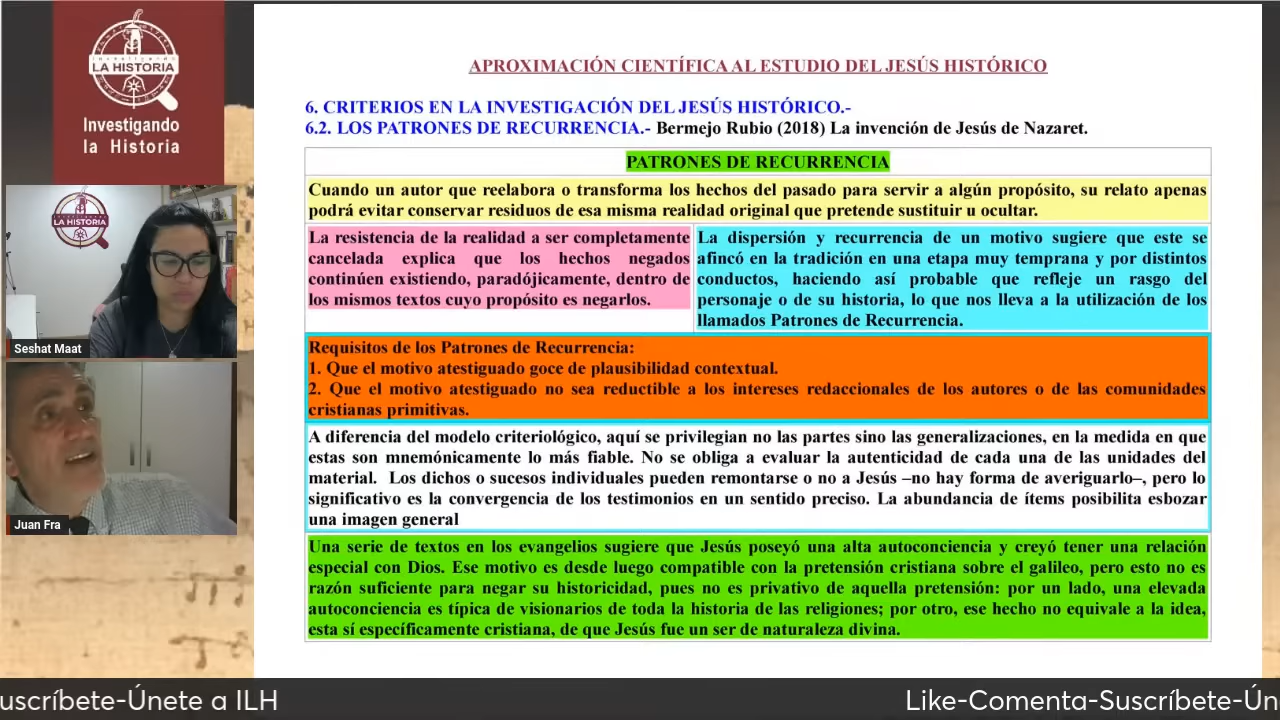 LA HISTORIA
Investigando
la Historia
LA HISTORIA
Seshat Maat
Juan Fra
APROXIMACIÓN CIENTÍFICA AL ESTUDIO DEL JESÚS HISTÓRICO
6. CRITERIOS EN LA INVESTIGACIÓN DEL JESÚS HISTÓRICO.-
6.2. LOS PATRONES DE RECURRENCIA.- Bermejo Rubio (2018) La invención de Jesús de Nazaret.
PATRONES DE RECURRENCIA
Cuando un autor que reelabora o transforma los hechos del pasado para servir a algún propósito, su relato apenas
podrá evitar conservar residuos de esa misma realidad original que pretende sustituir u ocultar.
La resistencia de la realidad a ser completamente
cancelada explica que los hechos negados
continúen existiendo, paradójicamente, dentro de
los mismos textos cuyo propósito es negarlos.
La dispersión y recurrencia de un motivo sugiere que este se
afincó en la tradición en una etapa muy temprana y por distintos
conductos, haciendo así probable que refleje un rasgo del
personaje o de su historia, lo que nos lleva a la utilización de los
llamados Patrones de Recurrencia.
Requisitos de los Patrones de Recurrencia:
1. Que el motivo atestiguado goce de plausibilidad contextual.
2. Que el motivo atestiguado no sea reductible a los intereses redaccionales de los autores o de las comunidades
cristianas primitivas.
A diferencia del modelo criteriológico, aquí se privilegian no las partes sino las generalizaciones, en la medida en que
estas son mnemónicamente lo más fiable. No se obliga a evaluar la autenticidad de cada una de las unidades del
material. Los dichos o sucesos individuales pueden remontarse o no a Jesús –no hay forma de averiguarlo–, pero lo
significativo es la convergencia de los testimonios en un sentido preciso. La abundancia de ítems posibilita esbozar
una imagen general
Una serie de textos en los evangelios sugiere que Jesús poseyó una alta autoconciencia y creyó tener una relación
especial con Dios. Ese motivo es desde luego compatible con la pretensión cristiana sobre el galileo, pero esto no es
razón suficiente para negar su historicidad, pues no es privativo de aquella pretensión: por un lado, una elevada
autoconciencia es típica de visionarios de toda la historia de las religiones; por otro, ese hecho no equivale a la idea,
esta sí específicamente cristiana, de que Jesús fue un ser de naturaleza divina.
uscríbete-Únete a ILH
Like-Comenta-Suscríbete-Ún